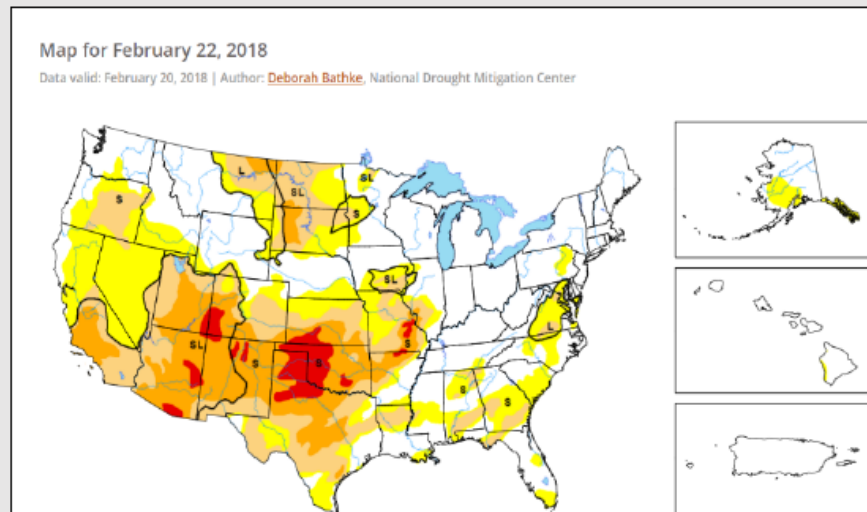 Map for February 22, 2018
Data valid: February 20, 2018 | Author: Deborah Bathke, National Drought Mitigation Center
L
SL
SL
S
S
SL
SL
S
S
S
S
S
L